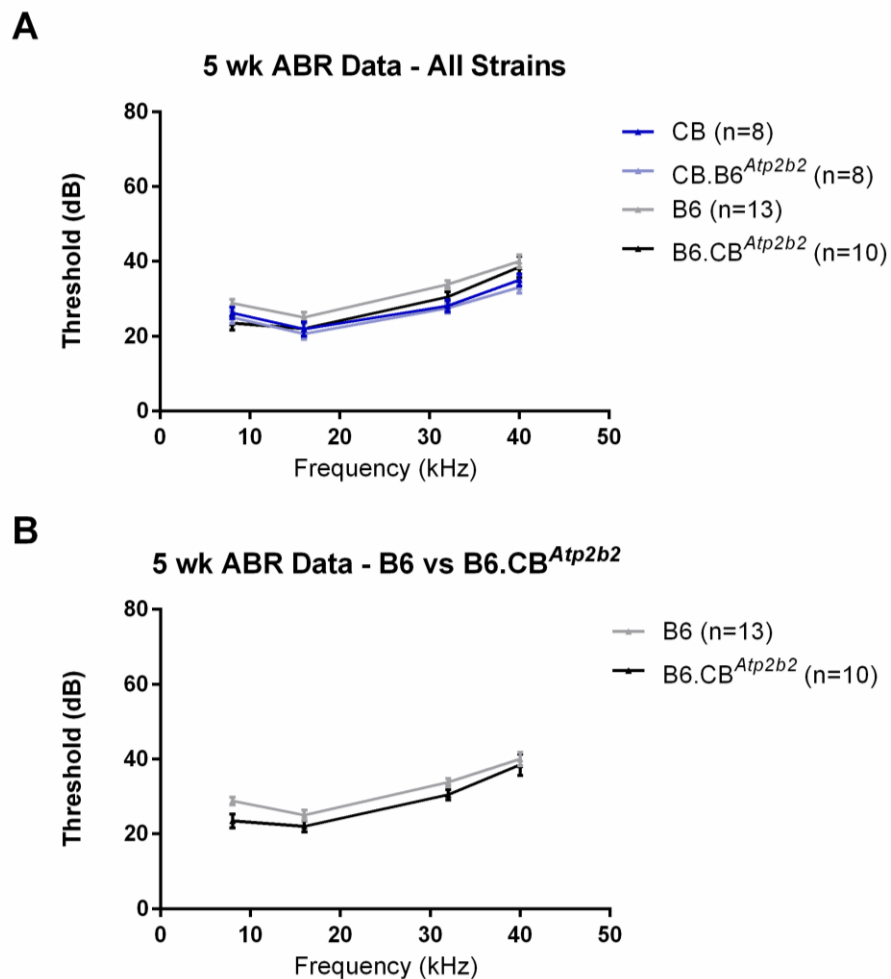 A
5 wk ABR Data - All Strains
80
60
40
20
0
Threshold (dB)
0 10 20 30 40 50
Frequency (kHz)
CB (n=8)
CB.B6Atp2b2 (n=8)
B6 (n=13)
B6.CBAtp2b2 (n=10)
B
5 wk ABR Data - B6 vs B6.CBAtp2b2
80
60
40
20
0
Threshold (dB)
0 10 20 30 40 50
Frequency (kHz)
B6 (n=13)
B6.CBAtp2b2 (n=10)